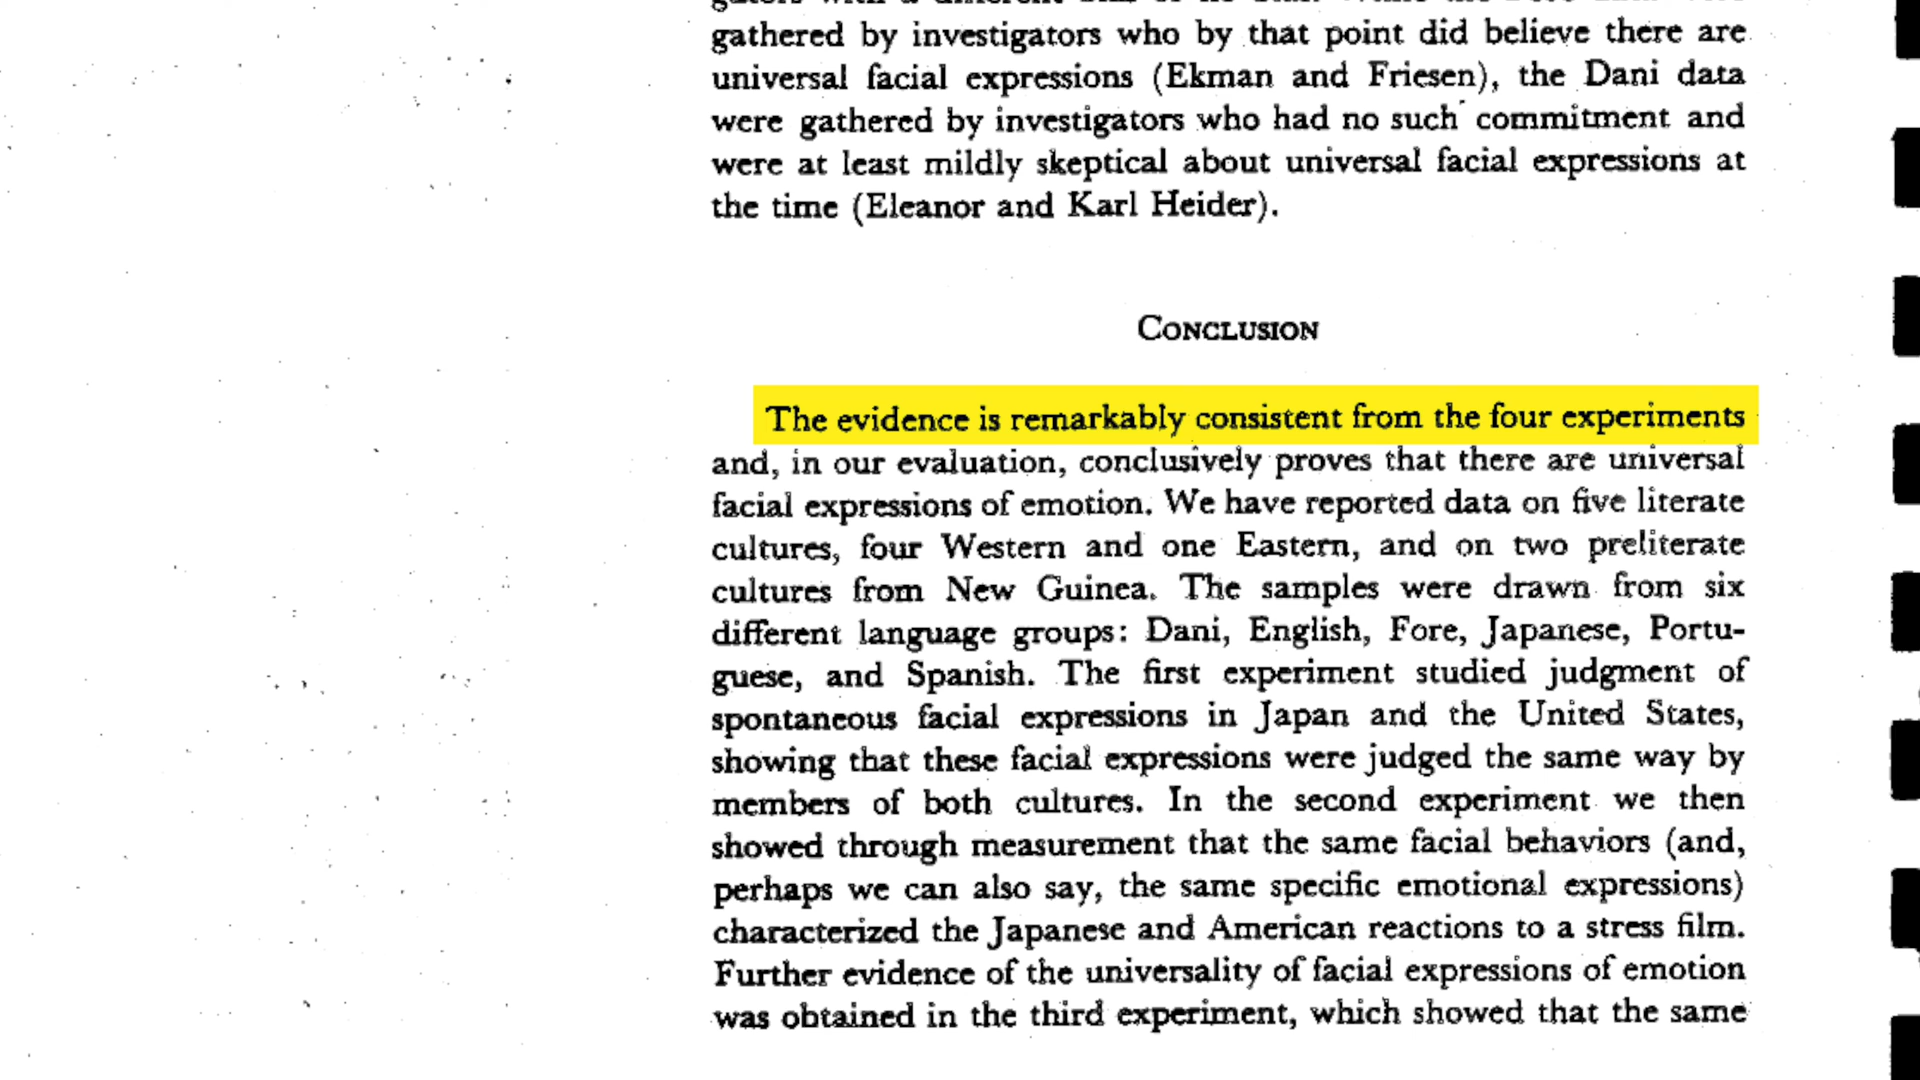 gathered by investigators who by that point did believe there are
universal facial expressions (Ekman and Friesen), the Dani data
were gathered by investigators who had no such commitment and
were at least mildly skeptical about universal facial expressions at
the time (Eleanor and Karl Heider).
CONCLUSION
The evidence is remarkably consistent from the four experiments
and, in our evaluation, conclusively proves that there are universal
facial expressions of emotion. We have reported data on five literate
cultures, four Western and one Eastern, and on two preliterate
cultures from New Guinea. The samples were drawn from six
different language groups: Dani, English, Fore, Japanese, Portu-
guese, and Spanish. The first experiment studied judgment of
spontaneous facial expressions in Japan and the United States,
showing that these facial expressions were judged the same way by
members of both cultures. In the second experiment we then
showed through measurement that the same facial behaviors (and,
perhaps we can also say, the same specific emotional expressions)
characterized the Japanese and American reactions to a stress film.
Further evidence of the universality of facial expressions of emotion
was obtained in the third experiment, which showed that the same